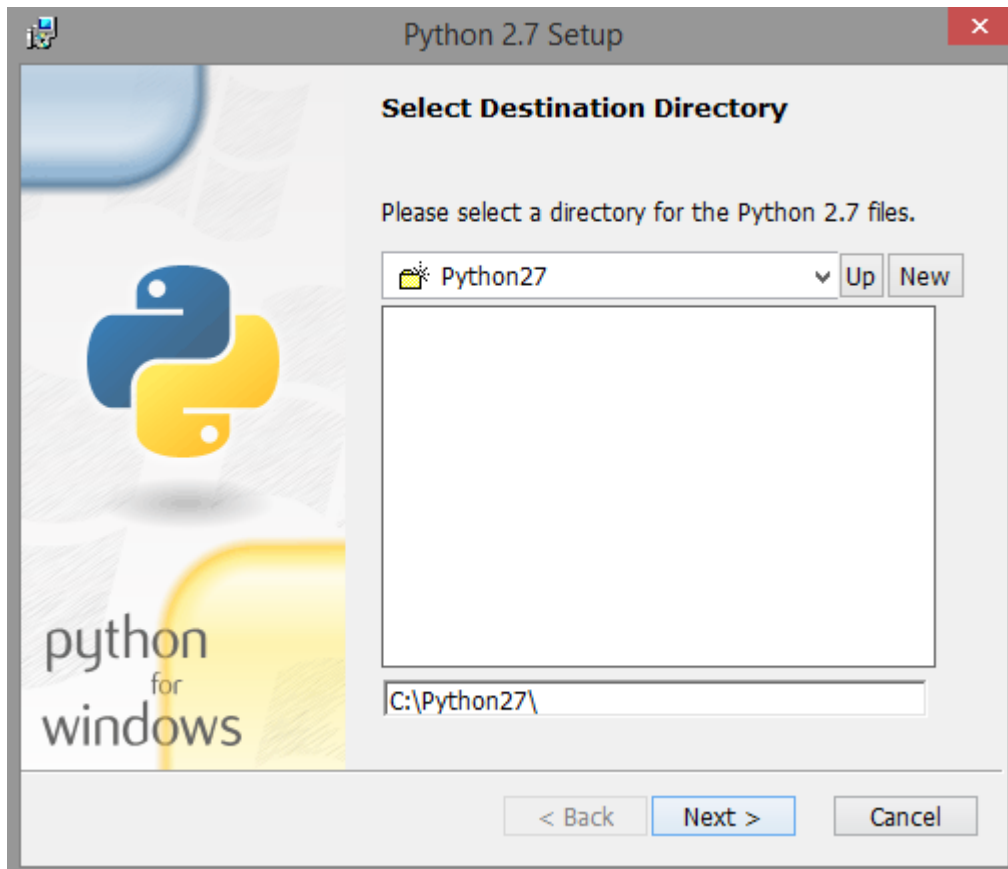 Python 2.7 Setup
Select Destination Directory
Please select a directory for the Python 2.7 files.
Python27
Up
New
C:\Python27\
python
for
windows
< Back
Next >
Cancel